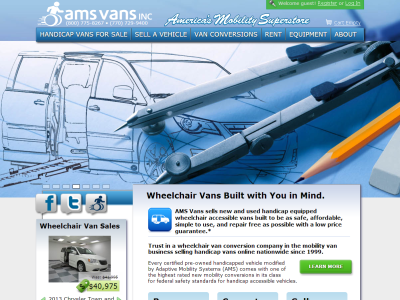 Welcome guest! Register or Log In
ams vans INC
America's Mobility Superstore
Cart Empty
HANDICAP VANS FOR SALE SELL A VEHICLE VAN CONVERSIONS RENT EQUIPMENT ABOUT
Wheelchair Van Sales
$40,975
2013 Chrysler Town and
Wheelchair Vans Built with You in Mind.
AMS Vans sells new and used handicap equipped
wheelchair accessible vans built to be as safe, affordable,
simple to use, and repair free as possible with a low
price guarantee.*
Trust in a wheelchair van conversion company in the mobility van
business selling handicap vans online nationwide since 1999.
Every certified pre-owned handicapped vehicle modified
by Adaptive Mobility Systems (AMS) comes with one of
the highest rated new mobility conversions in its class
for federal safety standards for handicap accessible vehicles.
LEARN MORE